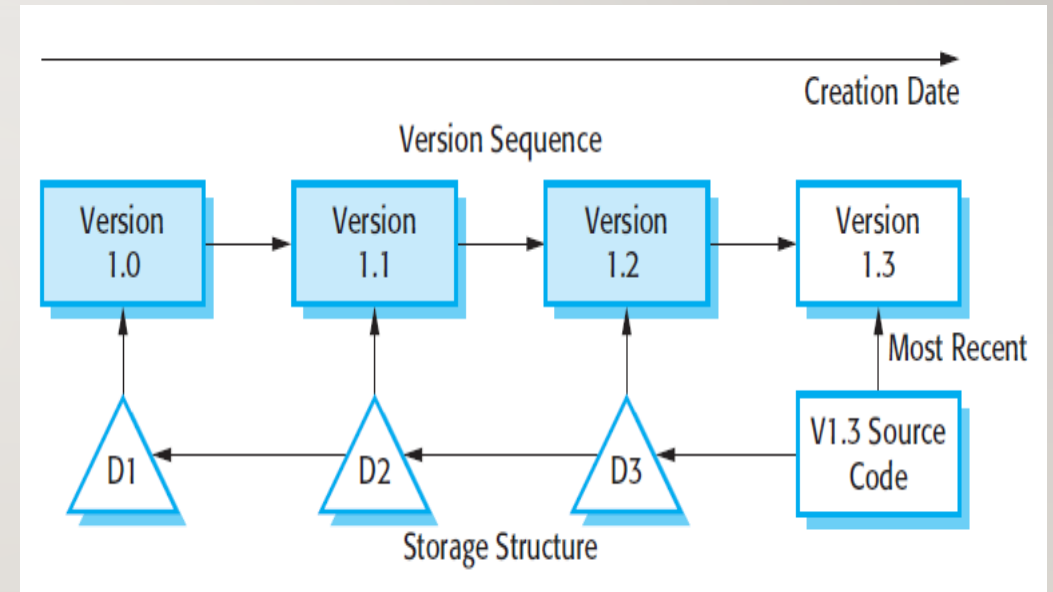 Creation Date
Version Sequence
Version
1.0
Version
1.1
Version
1.2
Version
1.3
Most Recent
D1
D2
D3
V1.3 Source
Code
Storage Structure